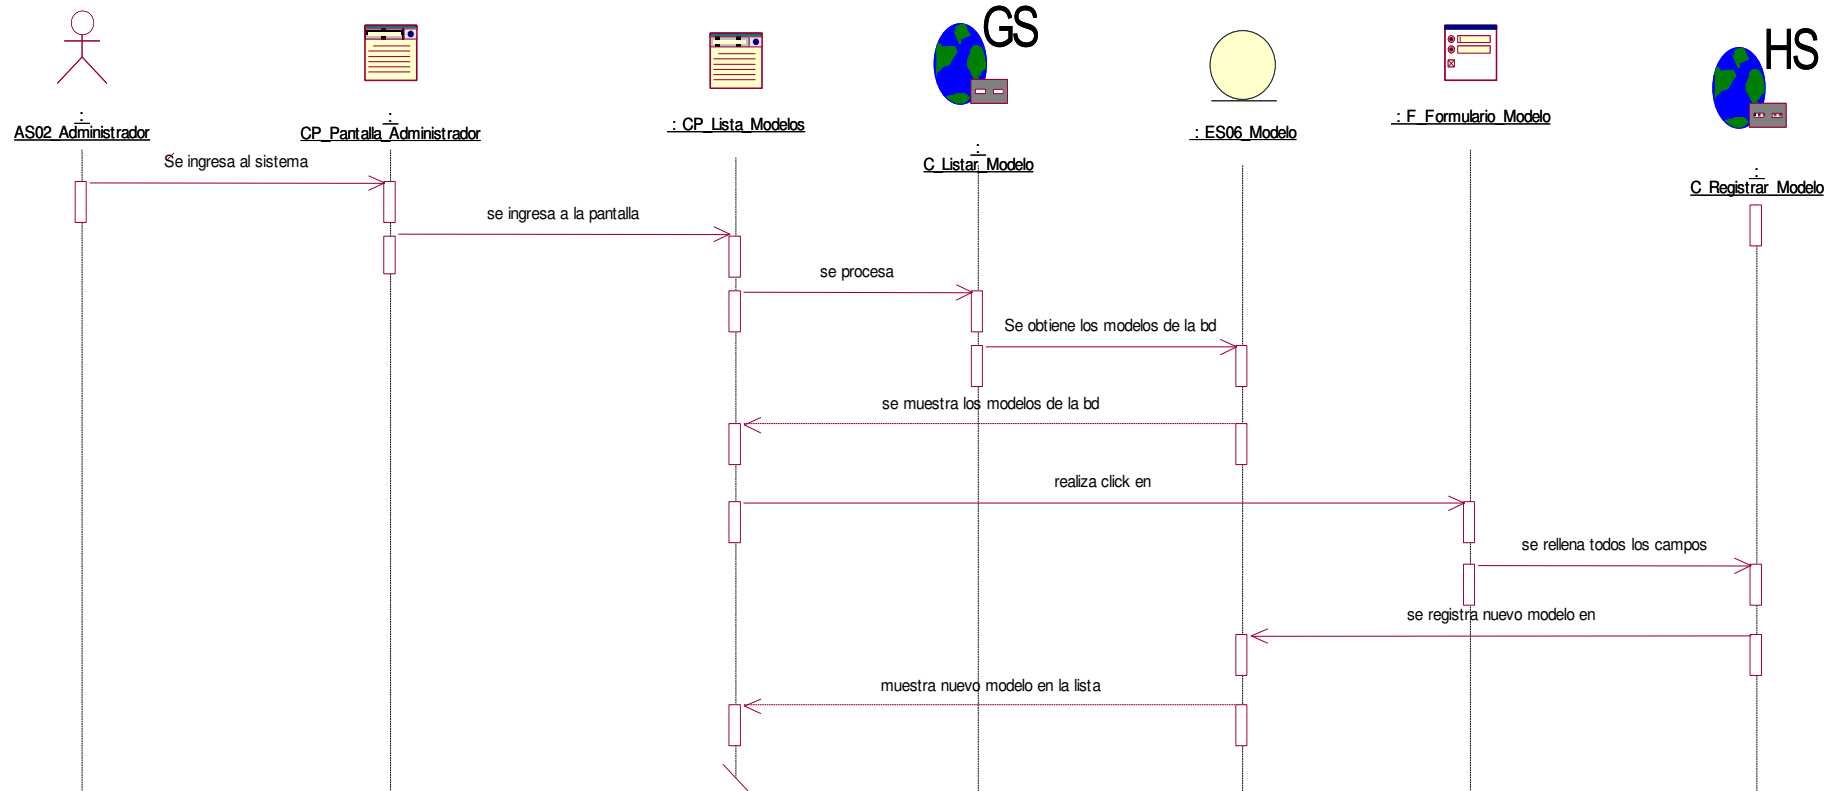 GS
HS
:
AS02_Administrador
:
CP_Pantalla_Administrador
: CP_Lista_Modelos
:
C_Listar_Modelo
: ES06_Modelo
: F_Formulario_Modelo
:
C_Registrar_Modelo
Se ingresa al sistema
se ingresa a la pantalla
se procesa
Se obtiene los modelos de la bd
se muestra los modelos de la bd
realiza click en
se rellena todos los campos
se registra nuevo modelo en
muestra nuevo modelo en la lista